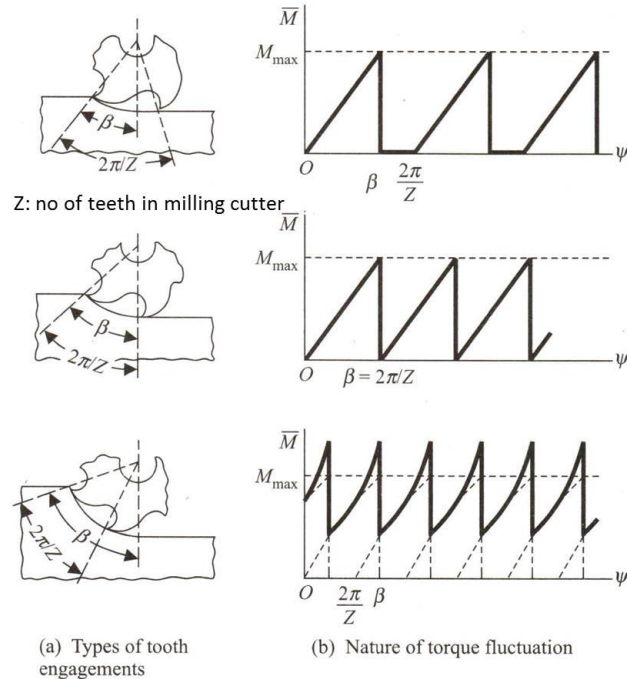 M̅
M_max
β
2π/Z
O
β
2π/Z
ψ
Z: no of teeth in milling cutter
M̅
M_max
β
2π/Z
O
β = 2π/Z
ψ
M̅
M_max
β
2π/Z
O
2π/Z
β
ψ
(a) Types of tooth
engagements
(b) Nature of torque fluctuation